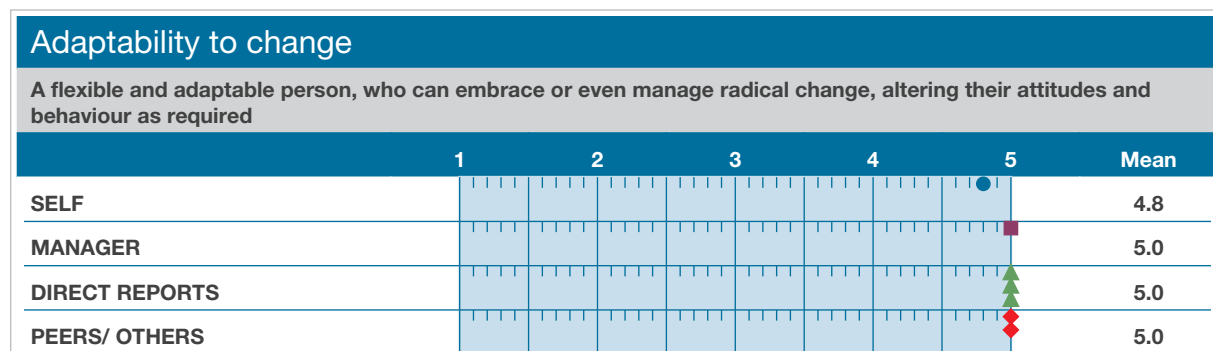 Adaptability to change
A flexible and adaptable person, who can embrace or even manage radical change, altering their attitudes and
behaviour as required
1 2 3 4 5 Mean
SELF 4.8
MANAGER 5.0
DIRECT REPORTS 5.0
PEERS/ OTHERS 5.0